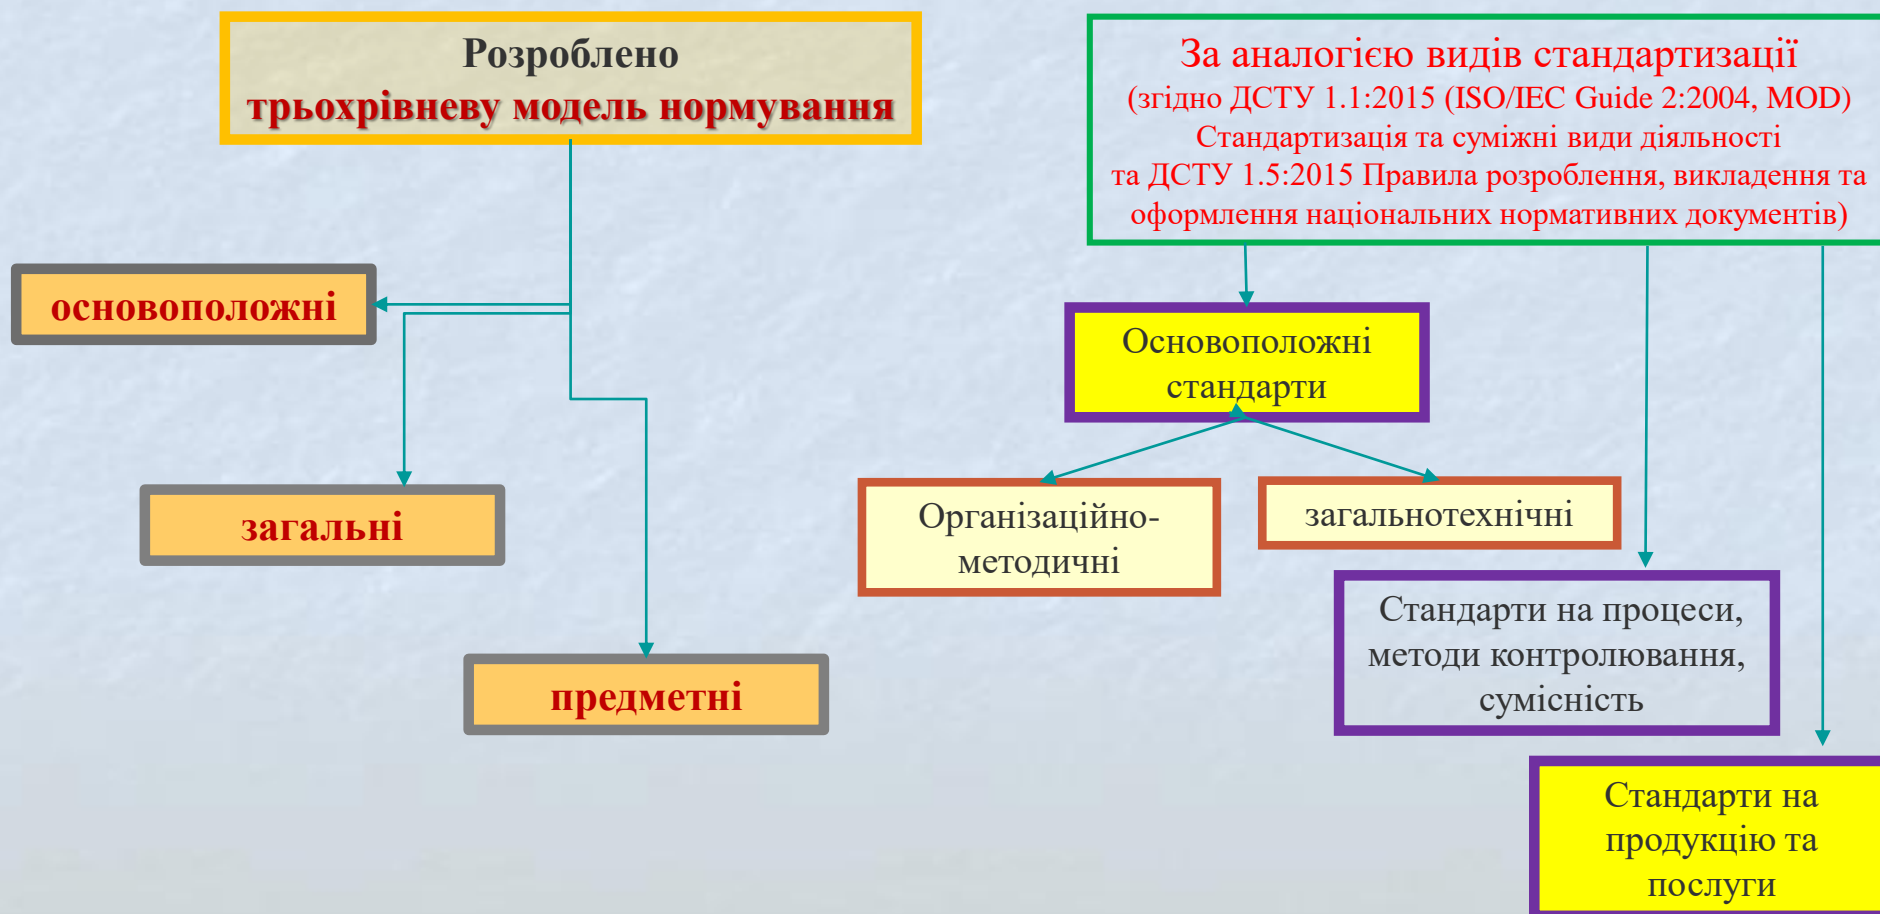 Розроблено
трьохрівневу модель нормування
основоположні
загальні
предметні
За аналогією видів стандартизації
(згідно ДСТУ 1.1:2015 (ISO/IEC Guide 2:2004, MOD)
Стандартизація та суміжні види діяльності
та ДСТУ 1.5:2015 Правила розроблення, викладення та
оформлення національних нормативних документів)
Основоположні
стандарти
Організаційно-
методичні
загальнотехнічні
Стандарти на процеси,
методи контролювання,
сумісність
Стандарти на
продукцію та
послуги